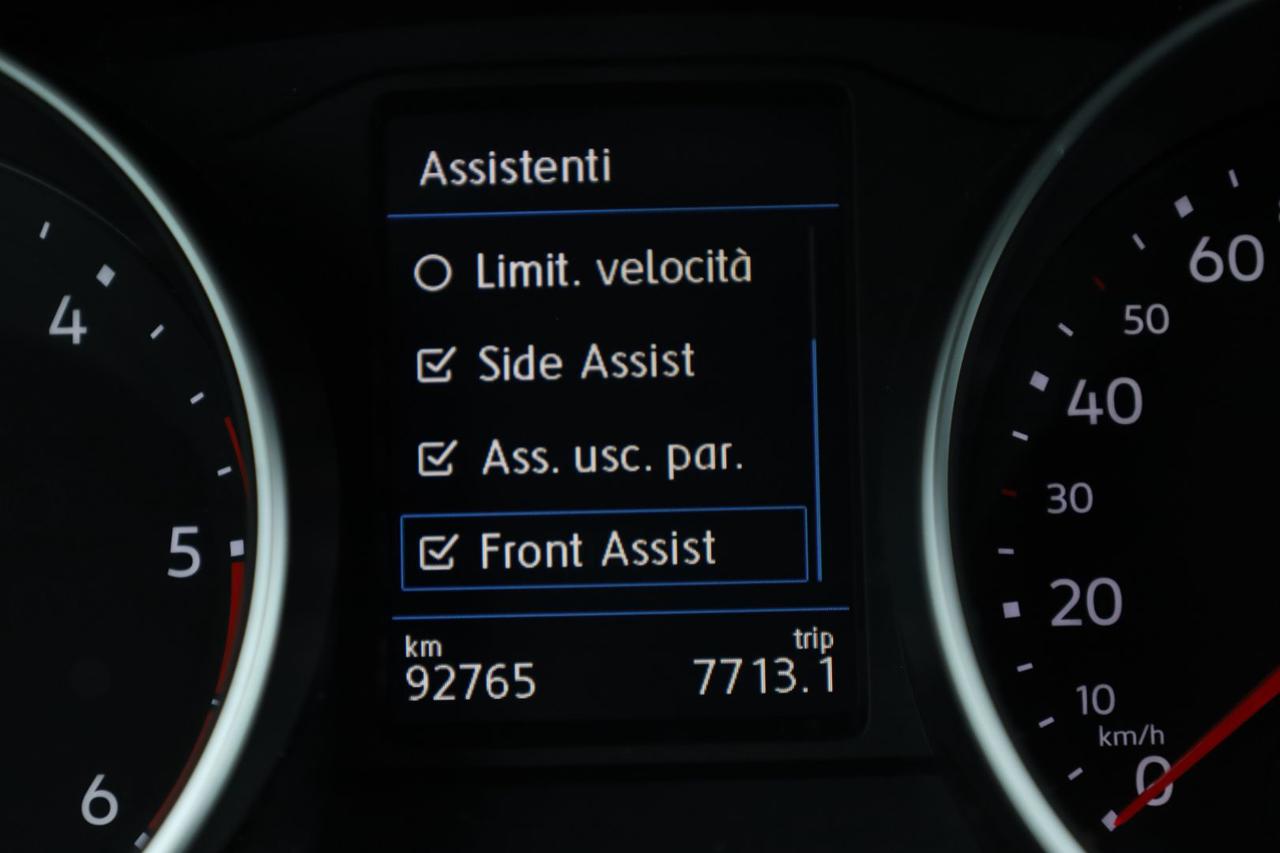 Assistenti
Limit. velocità
Side Assist
Ass. usc. par.
Front Assist
km
92765
trip
7713.1
4
5
6
60
50
40
30
20
10
km/h
0